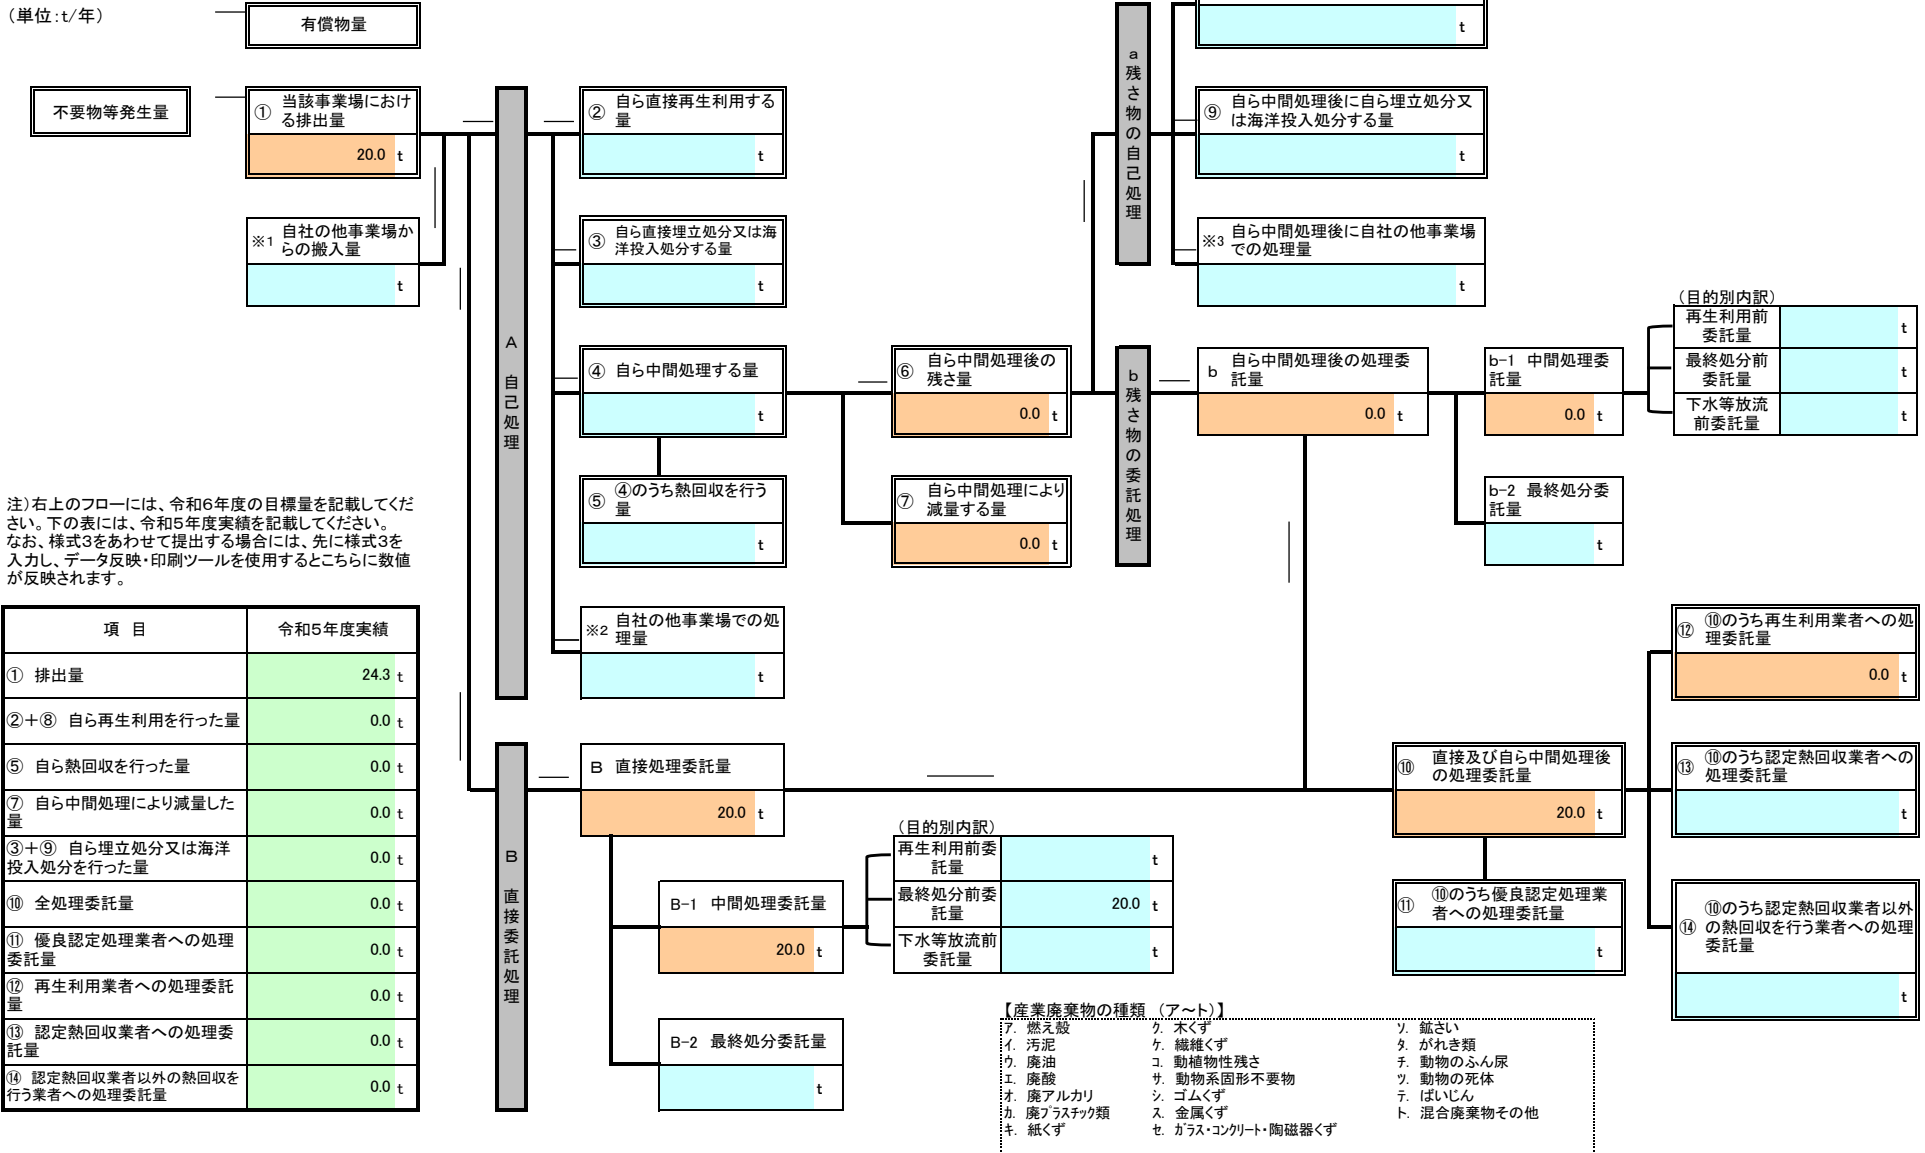 （単位:ｔ/年）
有償物量
不要物等発生量
① 当該事業場におけ
る排出量
20.0 ｔ
※1 自社の他事業場か
らの搬入量
ｔ
A 自己処理
② 自ら直接再生利用する
量
ｔ
③ 自ら直接埋立処分又は海
洋投入処分する量
ｔ
④ 自ら中間処理する量
ｔ
⑤ ④のうち熱回収を行う
量
ｔ
※2 自社の他事業場での処
理量
ｔ
⑥ 自ら中間処理後の
残さ量
0.0 ｔ
⑦ 自ら中間処理により
減量する量
0.0 ｔ
a 残さ物の自己処理
ｔ
⑨ 自ら中間処理後に自ら埋立処分又
は海洋投入処分する量
ｔ
※3 自ら中間処理後に自社の他事業場
での処理量
ｔ
b 残さ物の委託処理
b 自ら中間処理後の処理委
託量
0.0 ｔ
b-1 中間処理委
託量
0.0 ｔ
（目的別内訳）
再生利用前
委託量
ｔ
最終処分前
委託量
ｔ
下水等放流
前委託量
ｔ
b-2 最終処分委
託量
ｔ
注）右上のフローには、令和６年度の目標量を記載してくだ
さい。下の表には、令和５年度実績を記載してください。
なお、様式３をあわせて提出する場合には、先に様式３を
入力し、データ反映・印刷ツールを使用するとこちらに数値
が反映されます。
項 目 令和５年度実績
① 排出量 24.3 ｔ
②＋⑧ 自ら再生利用を行った量 0.0 ｔ
⑤ 自ら熱回収を行った量 0.0 ｔ
⑦ 自ら中間処理により減量した
量 0.0 ｔ
③＋⑨ 自ら埋立処分又は海洋
投入処分を行った量 0.0 ｔ
⑩ 全処理委託量 0.0 ｔ
⑪ 優良認定処理業者への処理
委託量 0.0 ｔ
⑫ 再生利用業者への処理委託
量 0.0 ｔ
⑬ 認定熱回収業者への処理委
託量 0.0 ｔ
⑭ 認定熱回収業者以外の熱回収を
行う業者への処理委託量 0.0 ｔ
B 直接委託処理
B 直接処理委託量
20.0 ｔ
B-1 中間処理委託量
20.0 ｔ
（目的別内訳）
再生利用前委
託量
ｔ
最終処分前委
託量
20.0 ｔ
下水等放流前
委託量
ｔ
B-2 最終処分委託量
ｔ
⑩ 直接及び自ら中間処理後
の処理委託量
20.0 ｔ
⑪ ⑩のうち優良認定処理業
者への処理委託量
ｔ
⑫ ⑩のうち再生利用業者への処
理委託量
0.0 ｔ
⑬ ⑩のうち認定熱回収業者への
処理委託量
ｔ
⑭ ⑩のうち認定熱回収業者以外
の熱回収を行う業者への処理
委託量
ｔ
【産業廃棄物の種類 （ア～ト）】
ア. 燃え殻 ク. 木くず ソ. 鉱さい
イ. 汚泥 ケ. 繊維くず タ. がれき類
ウ. 廃油 コ. 動植物性残さ チ. 動物のふん尿
エ. 廃酸 サ. 動物系固形不要物 ツ. 動物の死体
オ. 廃アルカリ シ. ゴムくず テ. ばいじん
カ. 廃プラスチック類 ス. 金属くず ト. 混合廃棄物その他
キ. 紙くず セ. ガラス・コンクリート・陶磁器くず